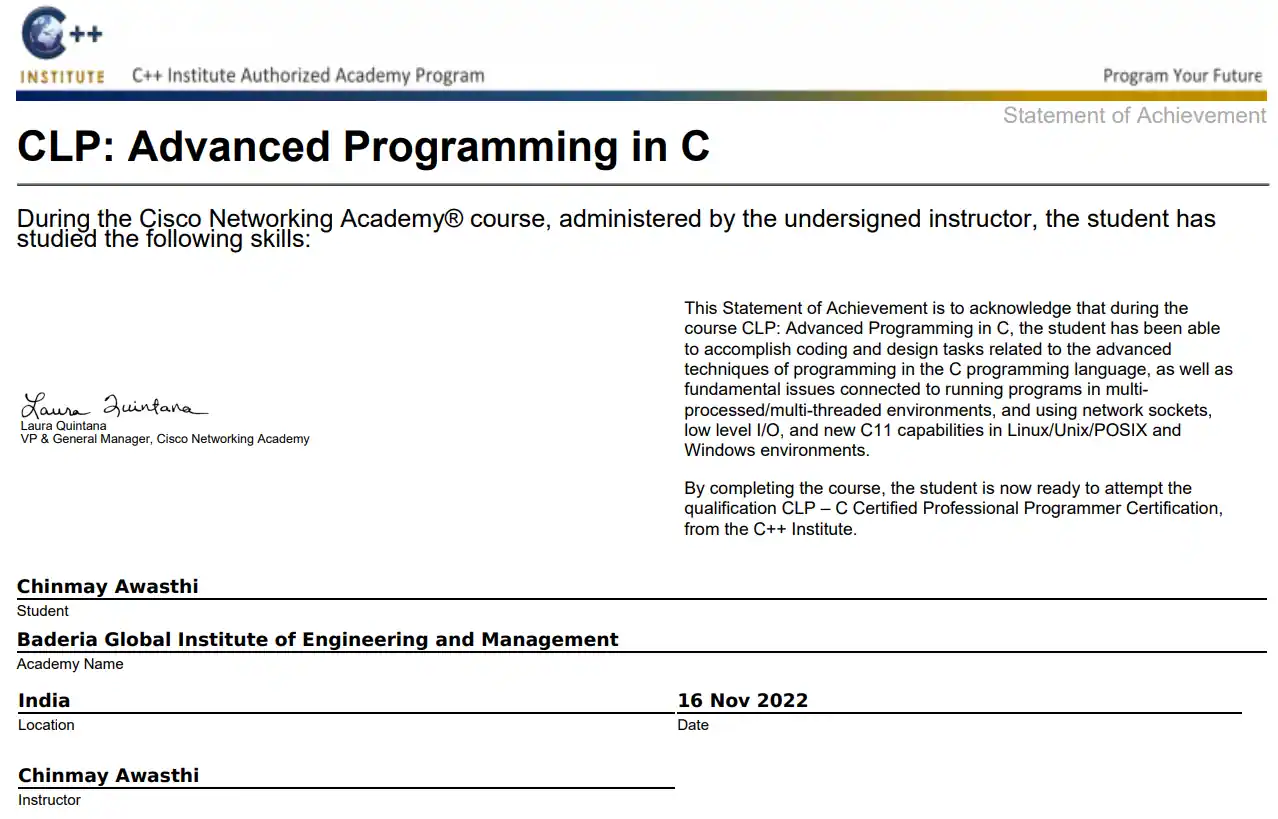 C++
INSTITUTE
C++ Institute Authorized Academy Program
Program Your Future
Statement of Achievement
CLP: Advanced Programming in C
During the Cisco Networking Academy® course, administered by the undersigned instructor, the student has
studied the following skills:
This Statement of Achievement is to acknowledge that during the
course CLP: Advanced Programming in C, the student has been able
to accomplish coding and design tasks related to the advanced
techniques of programming in the C programming language, as well as
fundamental issues connected to running programs in multi-
processed/multi-threaded environments, and using network sockets,
low level I/O, and new C11 capabilities in Linux/Unix/POSIX and
Windows environments.
By completing the course, the student is now ready to attempt the
qualification CLP – C Certified Professional Programmer Certification,
from the C++ Institute.
Laura Quintana
Laura Quintana
VP & General Manager, Cisco Networking Academy
Chinmay Awasthi
Student
Baderia Global Institute of Engineering and Management
Academy Name
India
Location
16 Nov 2022
Date
Chinmay Awasthi
Instructor